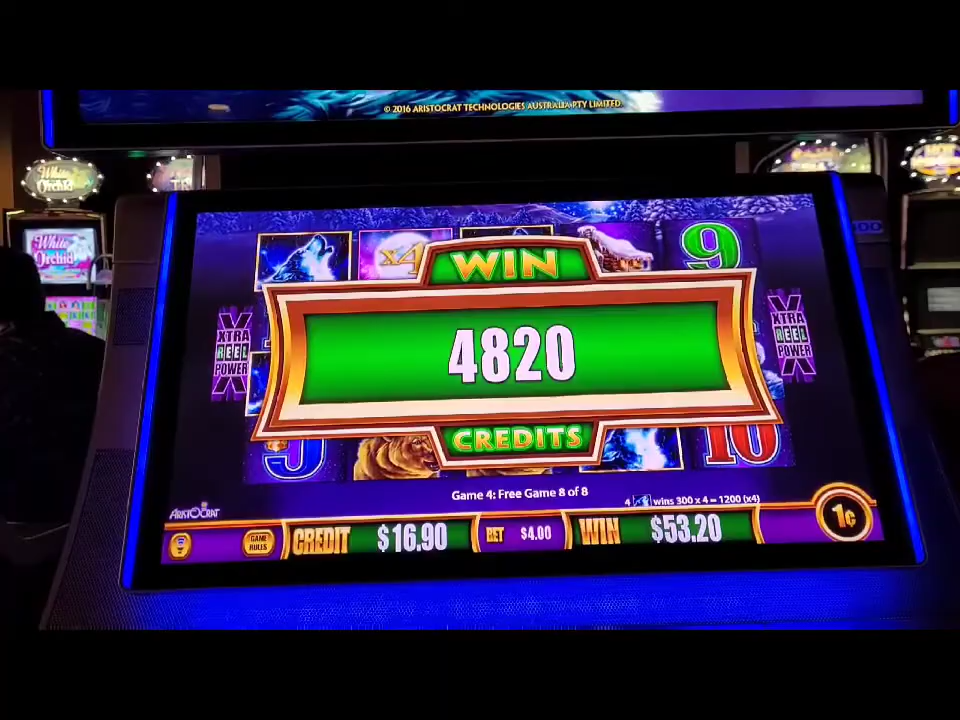 © 2016 ARISTOCRAT TECHNOLOGIES AUSTRALIA PTY LIMITED
White
Orchid
White
Orchid
x4
9
WIN
4820
CREDITS
XTRA
REEL
POWER
X
XTRA
REEL
POWER
X
J
10
Game 4: Free Game 8 of 8
4 wins 300 x 4 = 1200 (x4)
ARISTOCRAT
GAME
RULES
CREDIT $16.90
BET $4.00
WIN $53.20
1¢